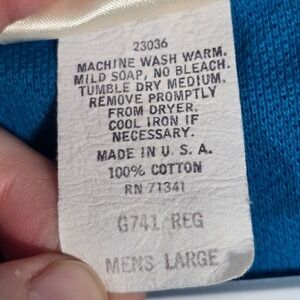 23036
MACHINE WASH WARM.
MILD SOAP, NO BLEACH.
TUMBLE DRY MEDIUM.
REMOVE PROMPTLY
FROM DRYER.
COOL IRON IF
NECESSARY.
MADE IN U. S. A.
100% COTTON
RN 71341
G741 REG
MENS LARGE